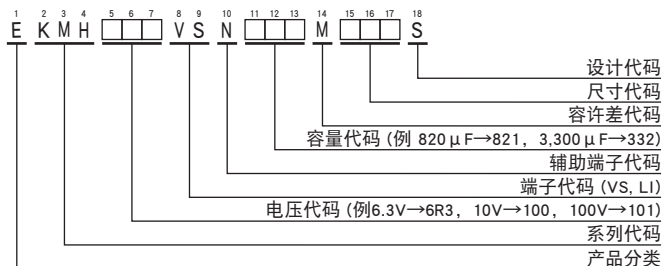 1 2 3 4 5 6 7 8 9 10 11 12 13 14 15 16 17 18
E K M H V S N M S
设计代码
尺寸代码
容许差代码
容量代码 (例 820μF→821，3,300μF→332)
辅助端子代码
端子代码 (VS, LI)
电压代码 (例6.3V→6R3，10V→100，100V→101)
系列代码
产品分类